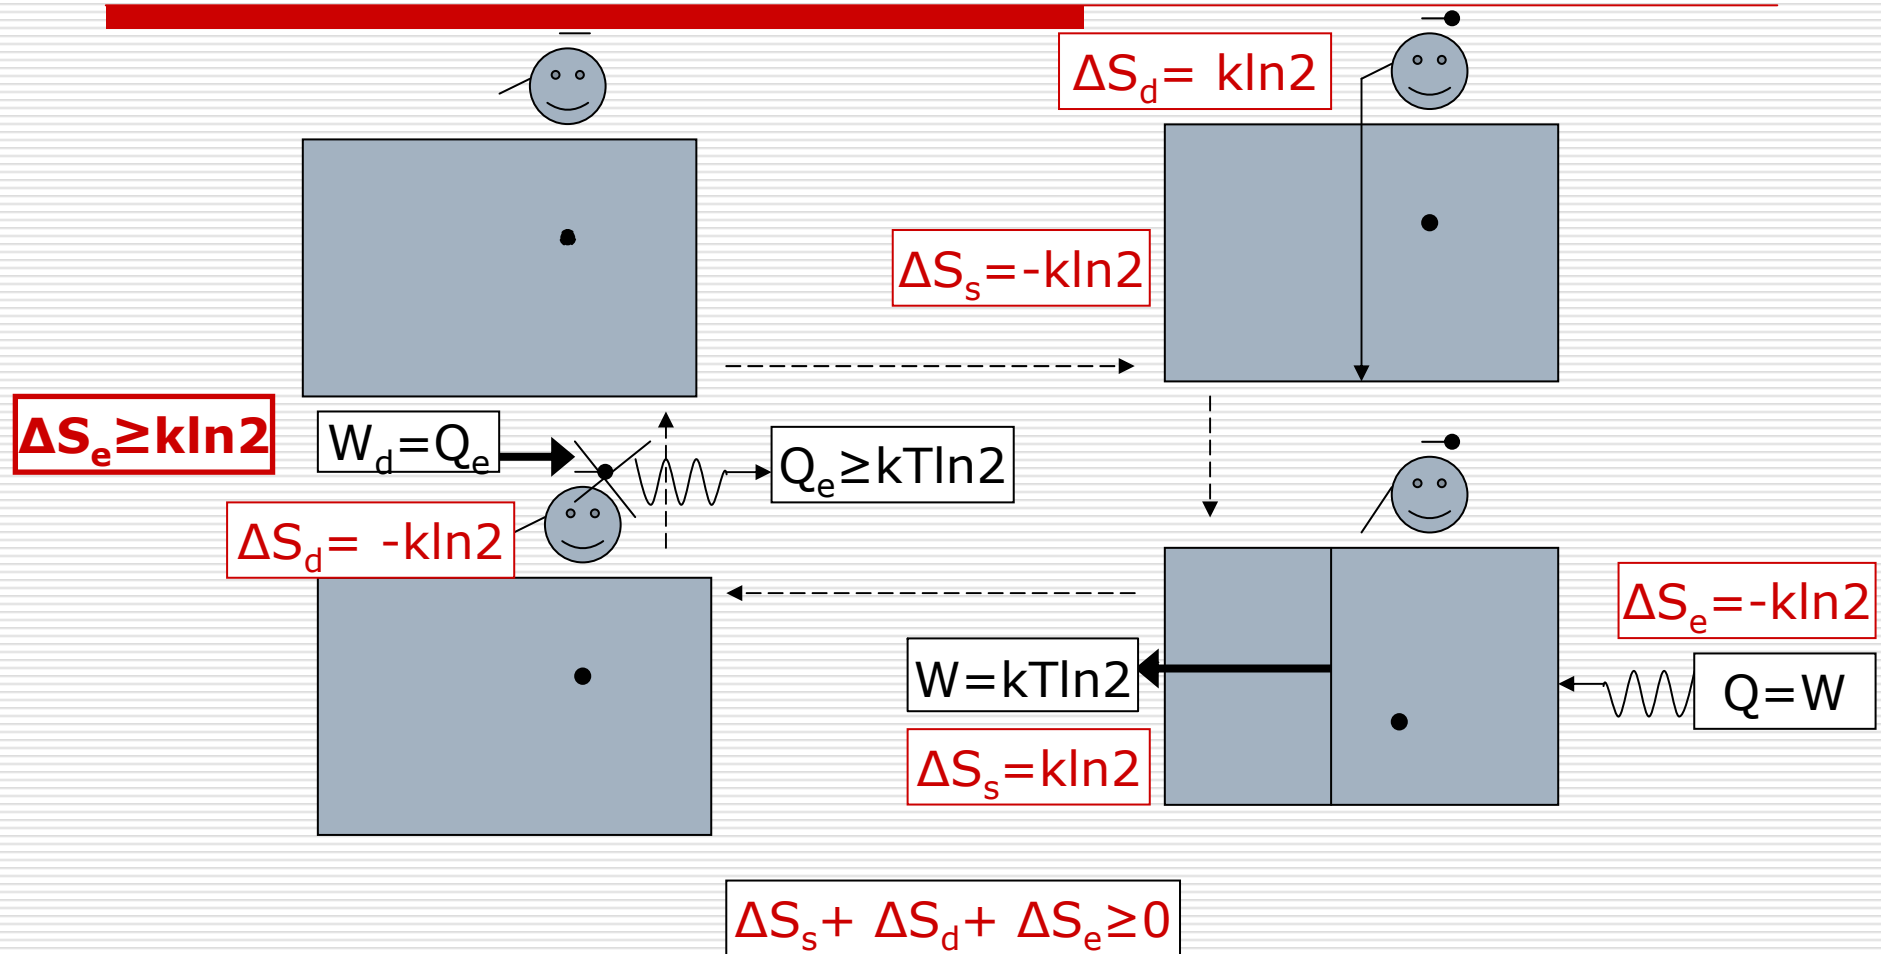 ΔSd= kln2
ΔSs=-kln2
ΔSe≥kln2
Wd=Qe
Qe≥kTln2
ΔSd= -kln2
ΔSe=-kln2
W=kTln2
Q=W
ΔSs=kln2
ΔSs+ ΔSd+ ΔSe≥0